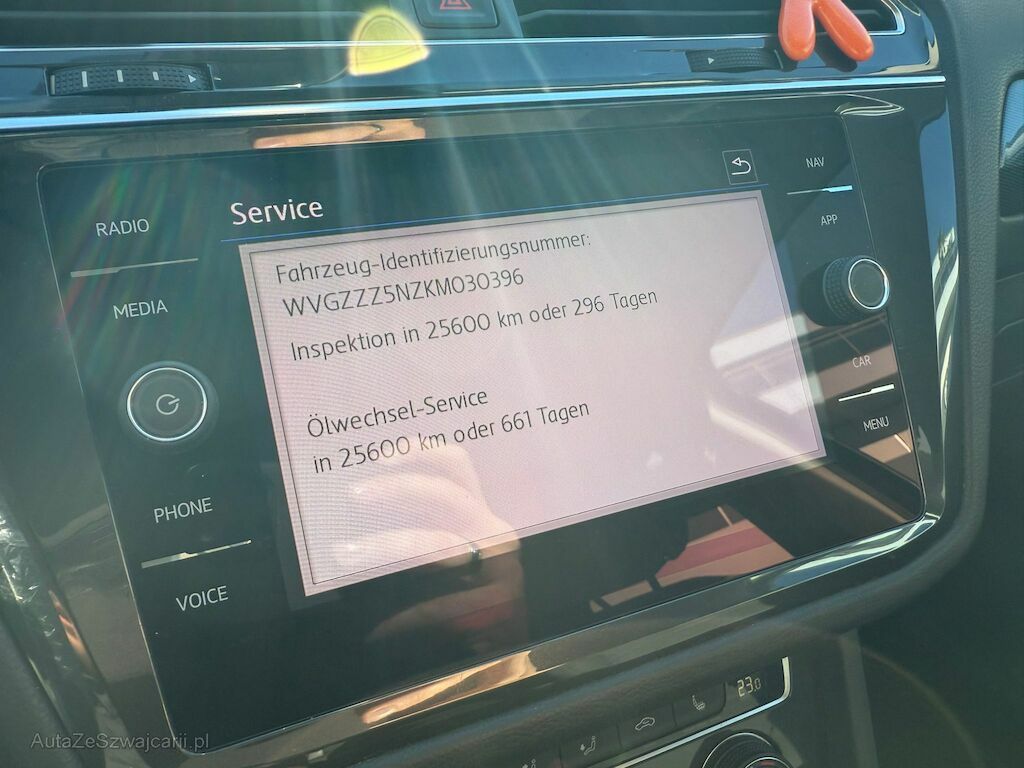 NAV
RADIO
Service
APP
Fahrzeug-Identifizierungsnummer:
WVGZZZ5NZKM030396
MEDIA
Inspektion in 25600 km oder 296 Tagen
CAR
Ölwechsel-Service
in 25600 km oder 661 Tagen
MENU
PHONE
VOICE
23.0
AutaZeSzwajcarii.pl